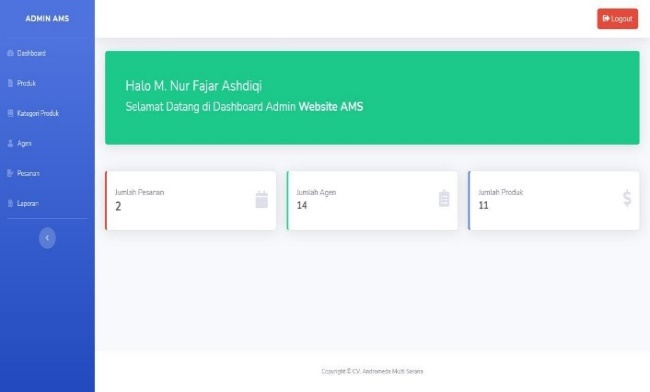 ADMIN AMS
Logout
Dashboard
Produk
Kategori Produk
Agen
Pesanan
Laporan
Halo M. Nur Fajar Ashdiqi
Selamat Datang di Dashboard Admin Website AMS
Jumlah Pesanan
2
Jumlah Agen
14
Jumlah Produk
11
Copyright © CV. Andromeda Multi Sarana